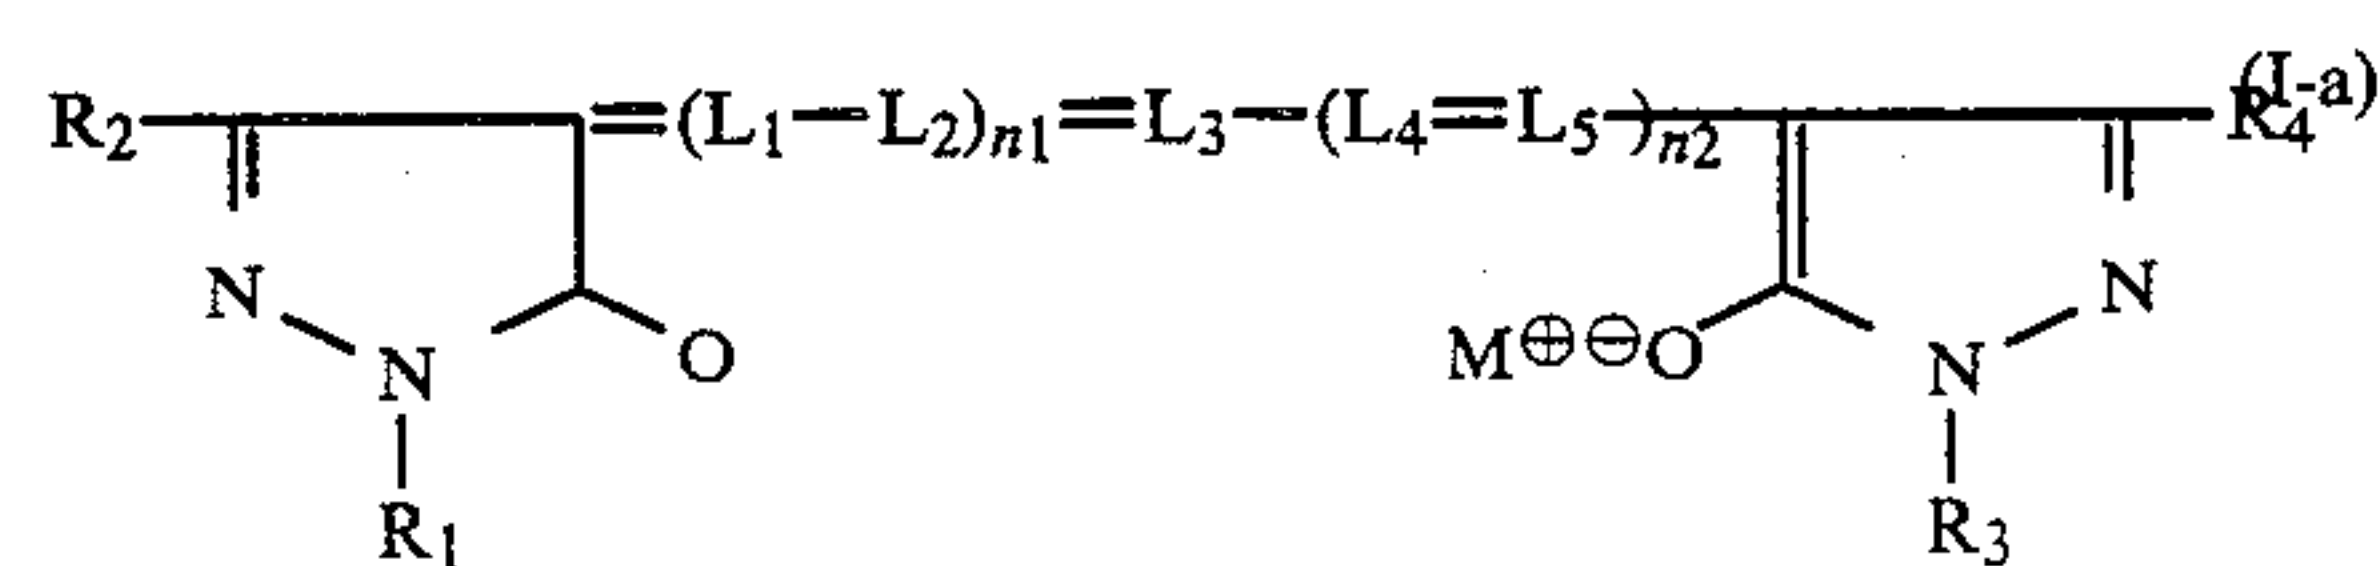 (I-a)
R2 =(L1—L2)n1=L3—(L4=L5)n2 R4
N N
M⊕⊖O
O
N N
R1 R3